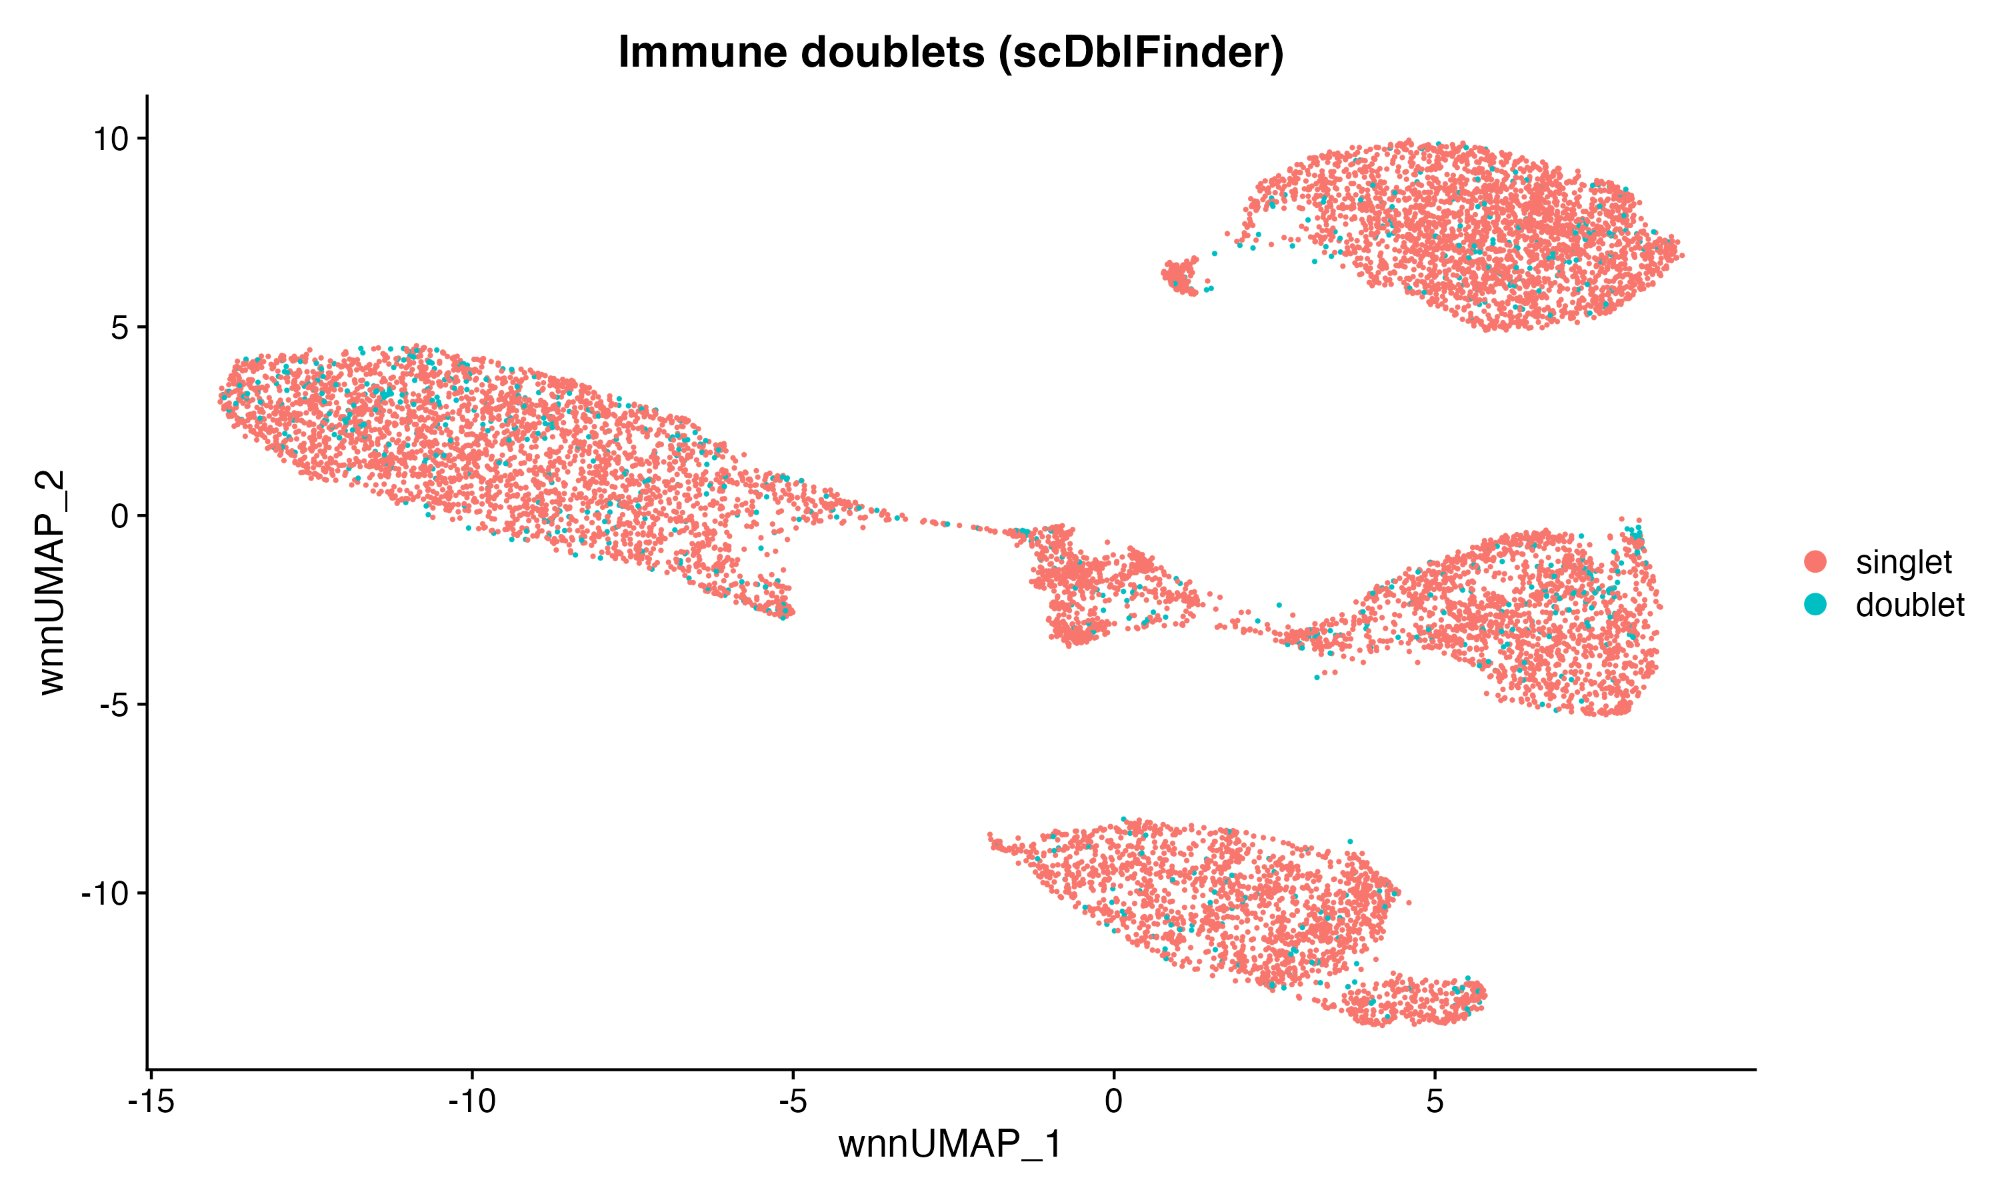 Immune doublets (scDblFinder)
10
5
0
-5
-10
wnnUMAP_2
-15
-10
-5
0
5
wnnUMAP_1
singlet
doublet